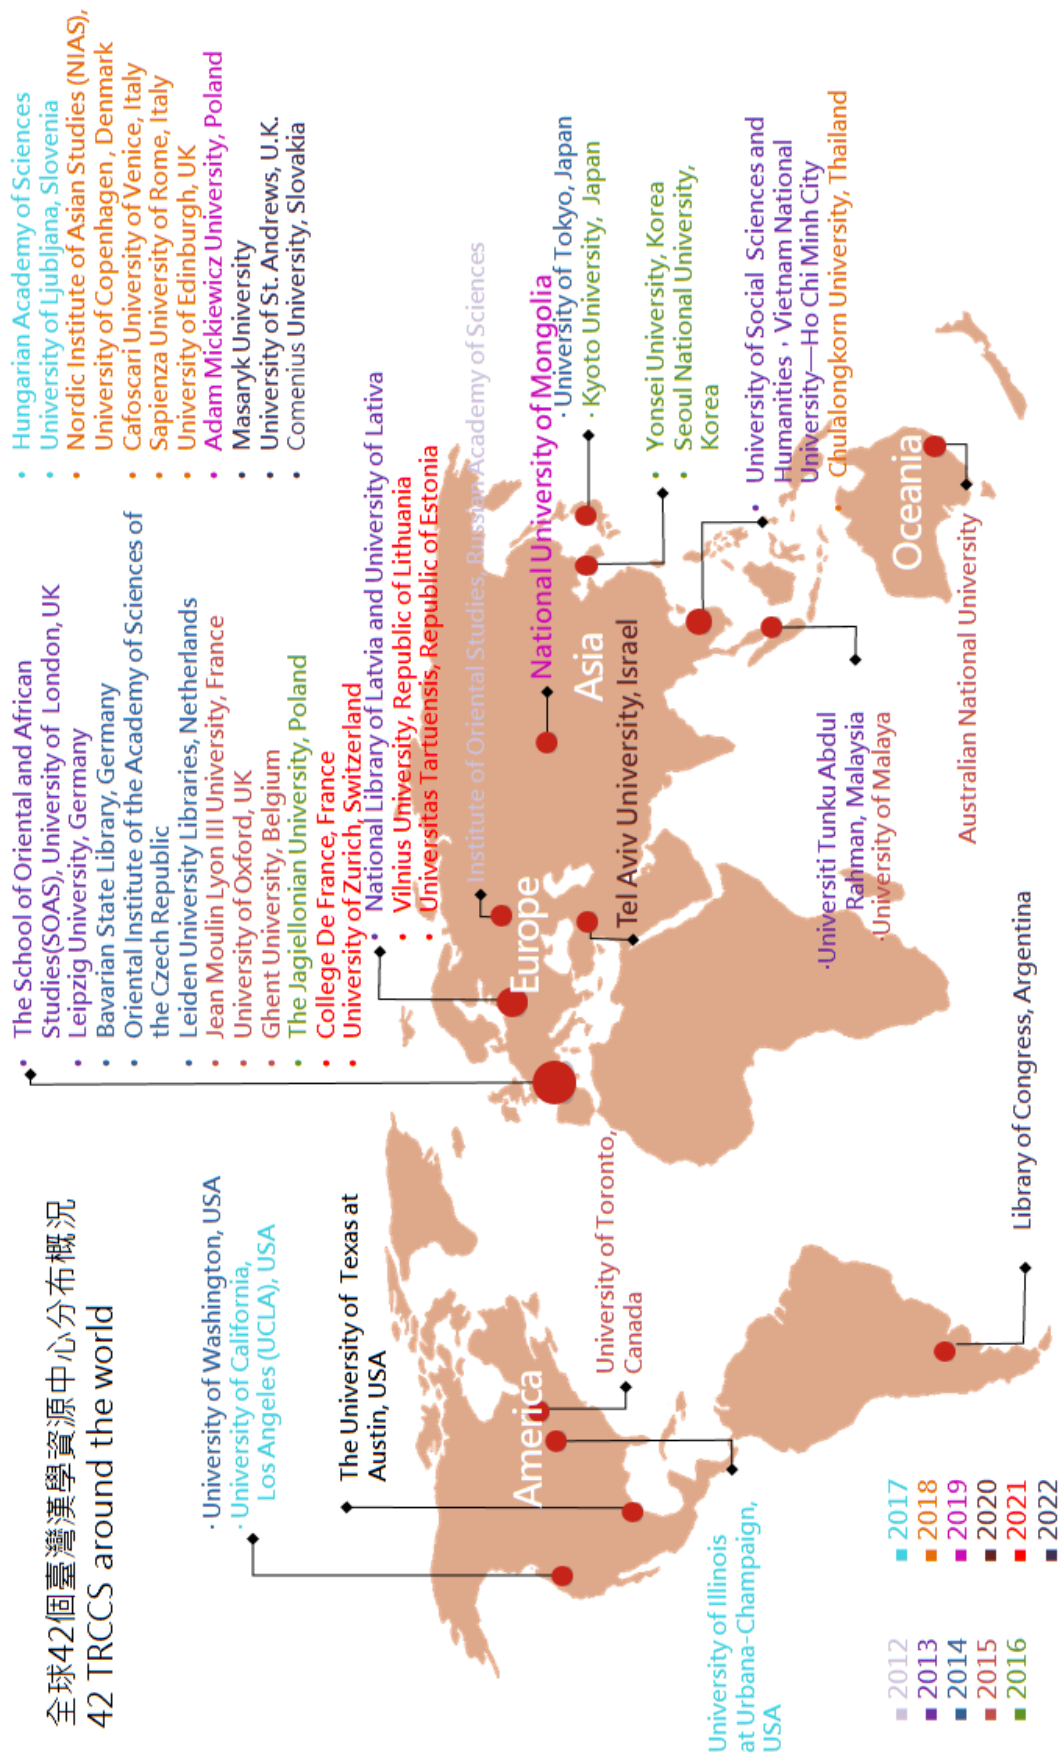 全球42個臺灣漢學資源中心分布概況
42 TRCCS around the world
· University of Washington, USA
· University of California,
Los Angeles (UCLA), USA
The University of Texas at
Austin, USA
University of Toronto,
Canada
University of Illinois
at Urbana-Champaign,
USA
America
Library of Congress, Argentina
• The School of Oriental and African
Studies(SOAS), University of London, UK
• Leipzig University, Germany
• Bavarian State Library, Germany
• Oriental Institute of the Academy of Sciences of
the Czech Republic
• Leiden University Libraries, Netherlands
• Jean Moulin Lyon III University, France
• University of Oxford, UK
• Ghent University, Belgium
• The Jagiellonian University, Poland
• College De France, France
• University of Zurich, Switzerland
• Hungarian Academy of Sciences
• University of Ljubljana, Slovenia
• Nordic Institute of Asian Studies (NIAS),
University of Copenhagen , Denmark
• Cafoscari University of Venice, Italy
• Sapienza University of Rome, Italy
• University of Edinburgh, UK
• Adam Mickiewicz University, Poland
• Masaryk University
• University of St. Andrews, U.K.
• Comenius University, Slovakia
• National Library of Latvia and University of Lativa
• Vilnius University, Republic of Lithuania
• Universitas Tartuensis, Republic of Estonia
Institute of Oriental Studies, Russian Academy of Sciences
Europe
National University of Mongolia
Asia
Tel Aviv University, Israel
· University of Tokyo, Japan
· Kyoto University, Japan
• Yonsei University, Korea
• Seoul National University,
Korea
• University of Social Sciences and
Humanities，Vietnam National
University—Ho Chi Minh City
• Chulalongkorn University, Thailand
·Universiti Tunku Abdul
Rahman, Malaysia
·University of Malaya
Oceania
Australian National University
■ 2012
■ 2013
■ 2014
■ 2015
■ 2016
■ 2017
■ 2018
■ 2019
■ 2020
■ 2021
■ 2022